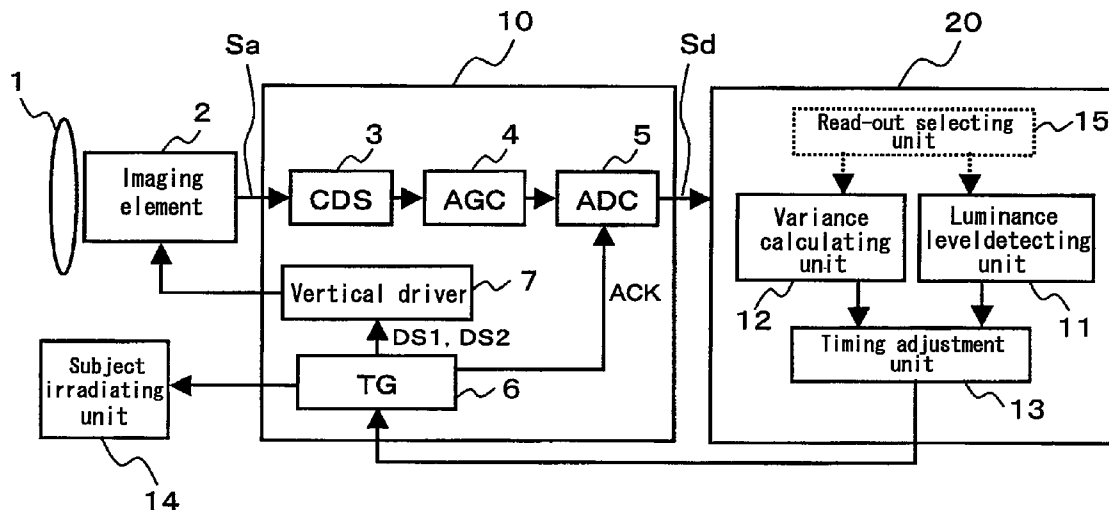 10
Sa
Sd
20
1
2
Imaging
element
3
CDS
4
AGC
5
ADC
Read-out selecting
unit
15
Variance
calculating
unit
12
Luminance
leveldetecting
unit
11
Vertical driver
7
ACK
DS1, DS2
TG
6
Timing adjustment
unit
13
Subject
irradiating
unit
14